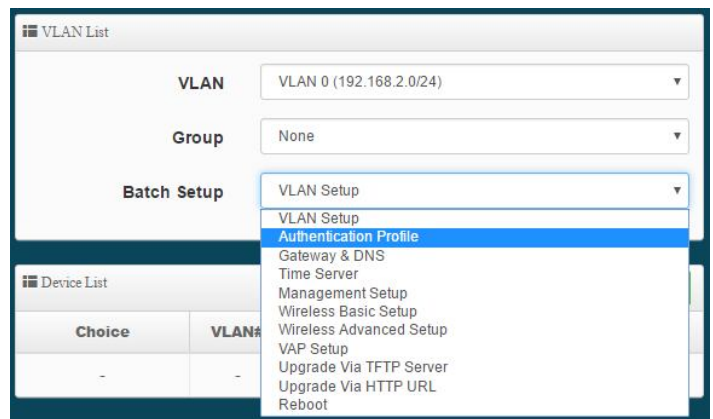 VLAN List
VLAN
VLAN 0 (192.168.2.0/24)
Group
None
Batch Setup
VLAN Setup
VLAN Setup
Authentication Profile
Gateway & DNS
Time Server
Management Setup
Wireless Basic Setup
Wireless Advanced Setup
VAP Setup
Upgrade Via TFTP Server
Upgrade Via HTTP URL
Reboot
Device List
Choice
VLAN#
-
-